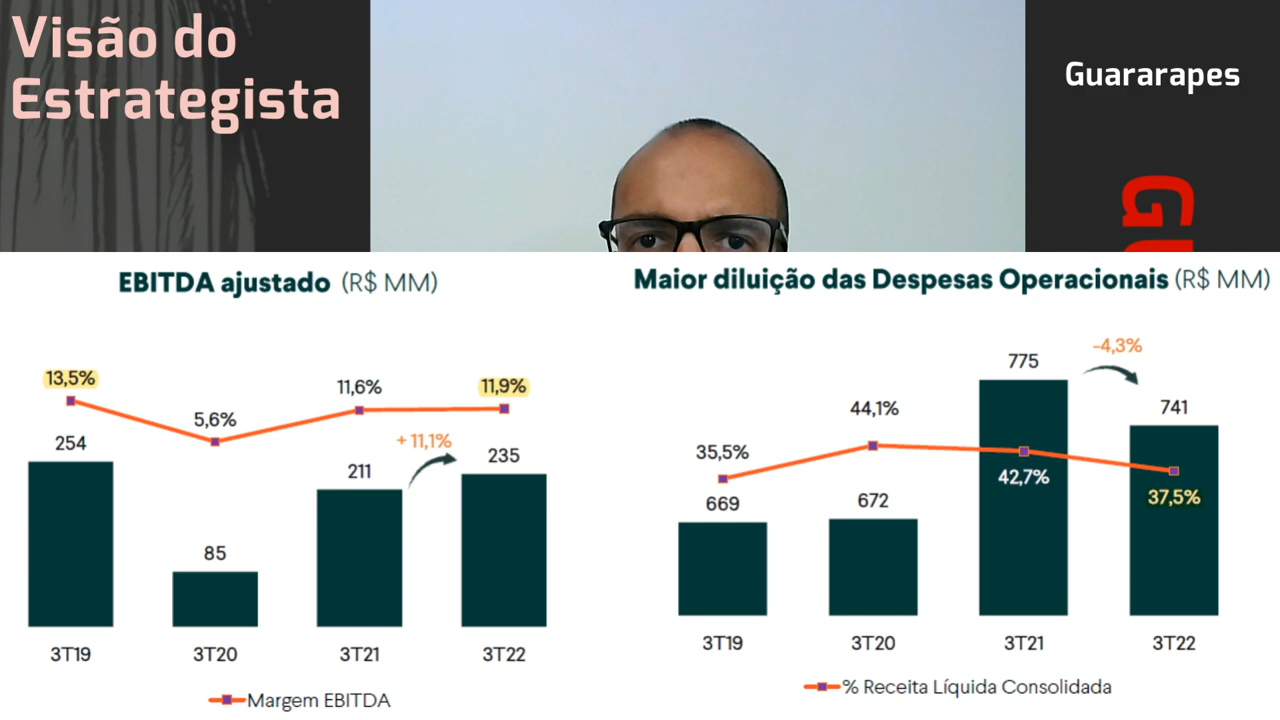 Visão do
Estrategista
Guararapes
EBITDA ajustado (R$ MM)
13,5%
5,6%
11,6%
11,9%
+ 11,1%
254
85
211
235
3T19
3T20
3T21
3T22
Margem EBITDA
Maior diluição das Despesas Operacionais (R$ MM)
-4,3%
35,5%
44,1%
42,7%
37,5%
669
672
775
741
3T19
3T20
3T21
3T22
% Receita Líquida Consolidada